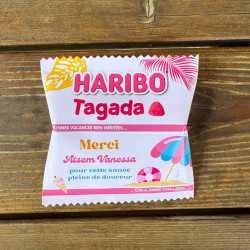 HARIBO
Tagada
BONNES VACANCES BIEN MÉRITÉES ...
Merci
Atsem Vanessa
pour cette année
pleine de douceur